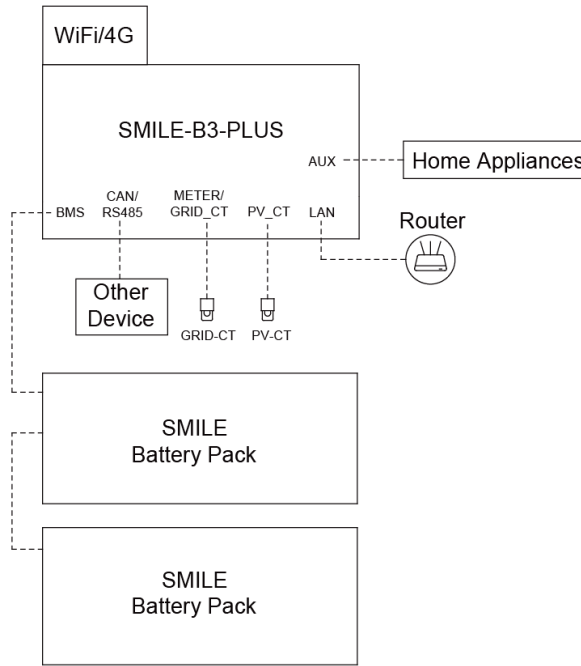 WiFi/4G
SMILE-B3-PLUS
AUX
Home Appliances
BMS
CAN/
RS485
METER/
GRID_CT
PV_CT
LAN
Router
Other
Device
GRID-CT
PV-CT
SMILE
Battery Pack
SMILE
Battery Pack